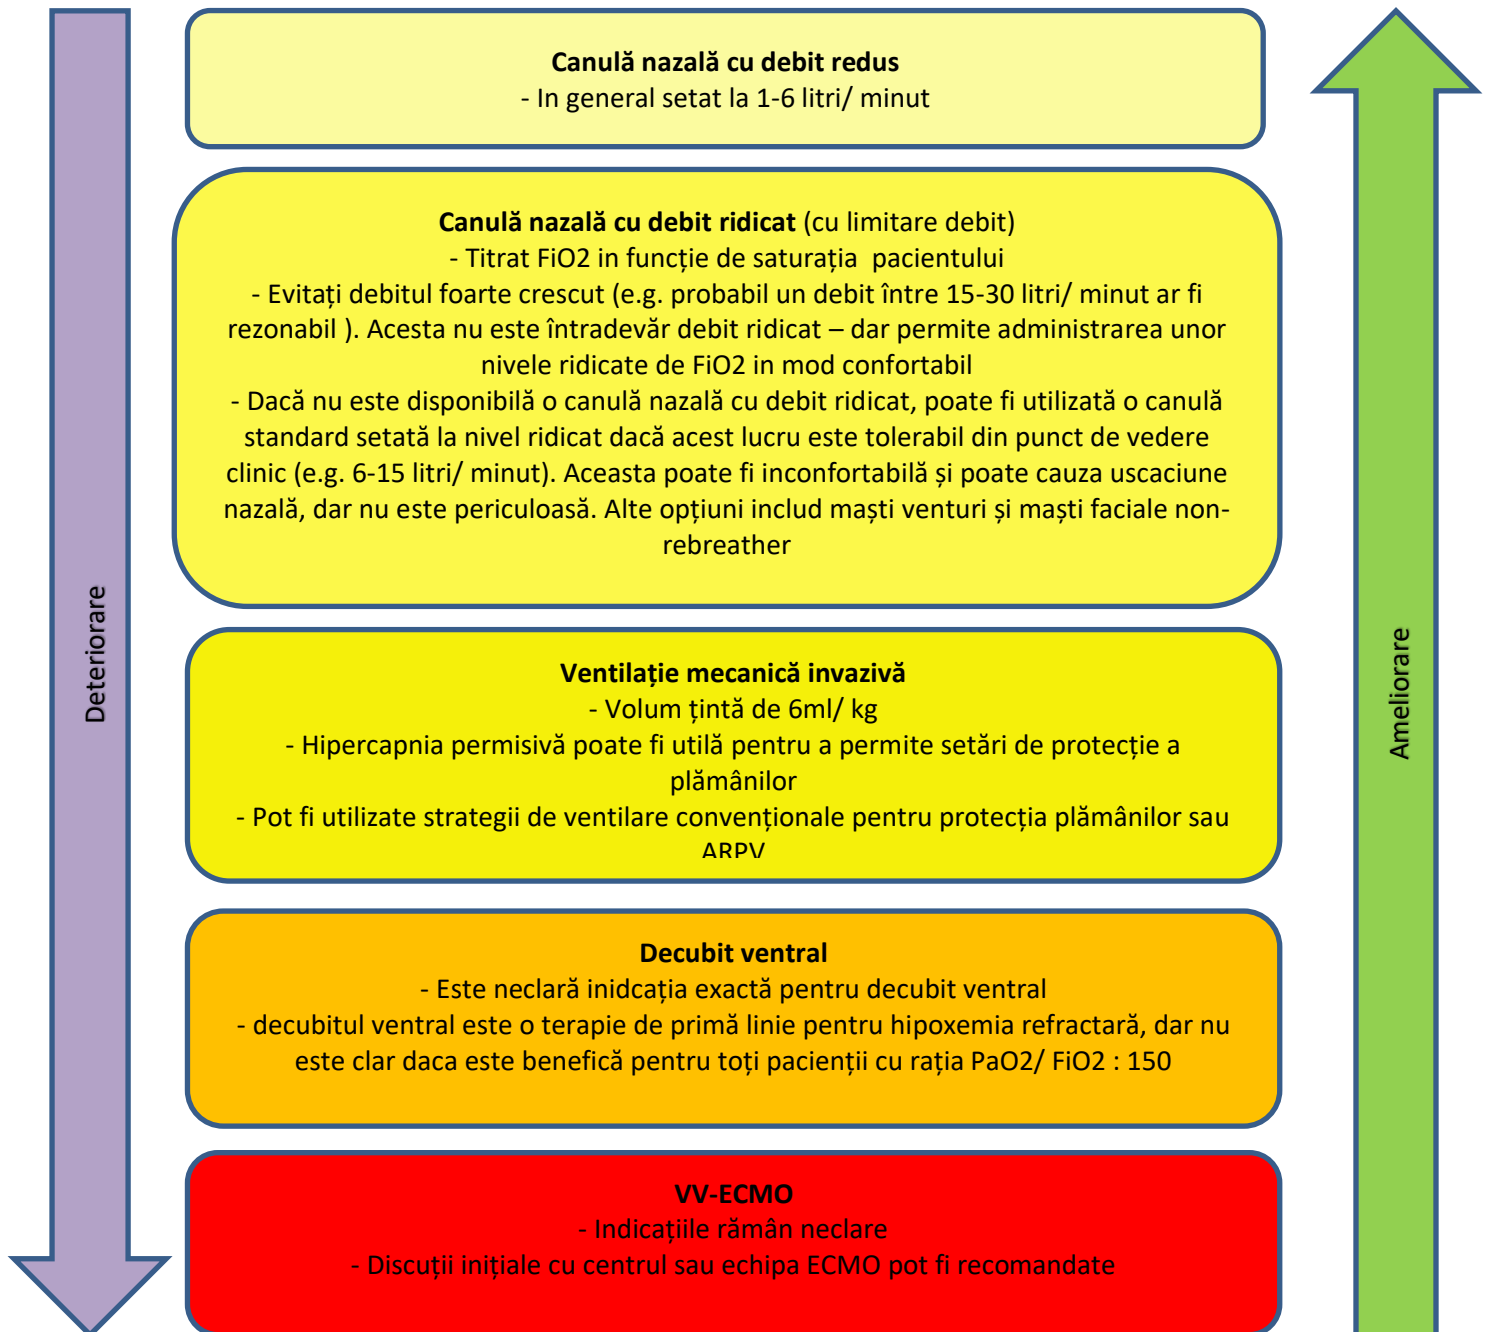 Canulă nazală cu debit redus
- In general setat la 1-6 litri/ minut
Canulă nazală cu debit ridicat (cu limitare debit)
- Titrat FiO2 in funcție de saturația pacientului
- Evitați debitul foarte crescut (e.g. probabil un debit între 15-30 litri/ minut ar fi
rezonabil ). Acesta nu este întradevăr debit ridicat – dar permite administrarea unor
nivele ridicate de FiO2 in mod confortabil
- Dacă nu este disponibilă o canulă nazală cu debit ridicat, poate fi utilizată o canulă
standard setată la nivel ridicat dacă acest lucru este tolerabil din punct de vedere
clinic (e.g. 6-15 litri/ minut). Aceasta poate fi inconfortabilă și poate cauza uscaciune
nazală, dar nu este periculoasă. Alte opțiuni includ maști venturi și maști faciale non-
rebreather
Deteriorare
Ameliorare
Ventilație mecanică invazivă
- Volum țintă de 6ml/ kg
- Hipercapnia permisivă poate fi utilă pentru a permite setări de protecție a
plămânilor
- Pot fi utilizate strategii de ventilare convenționale pentru protecția plămânilor sau
ARPV
Decubit ventral
- Este neclară inidcația exactă pentru decubit ventral
- decubitul ventral este o terapie de primă linie pentru hipoxemia refractară, dar nu
este clar daca este benefică pentru toți pacienții cu rația PaO2/ FiO2 : 150
VV-ECMO
- Indicațiile rămân neclare
- Discuții inițiale cu centrul sau echipa ECMO pot fi recomandate